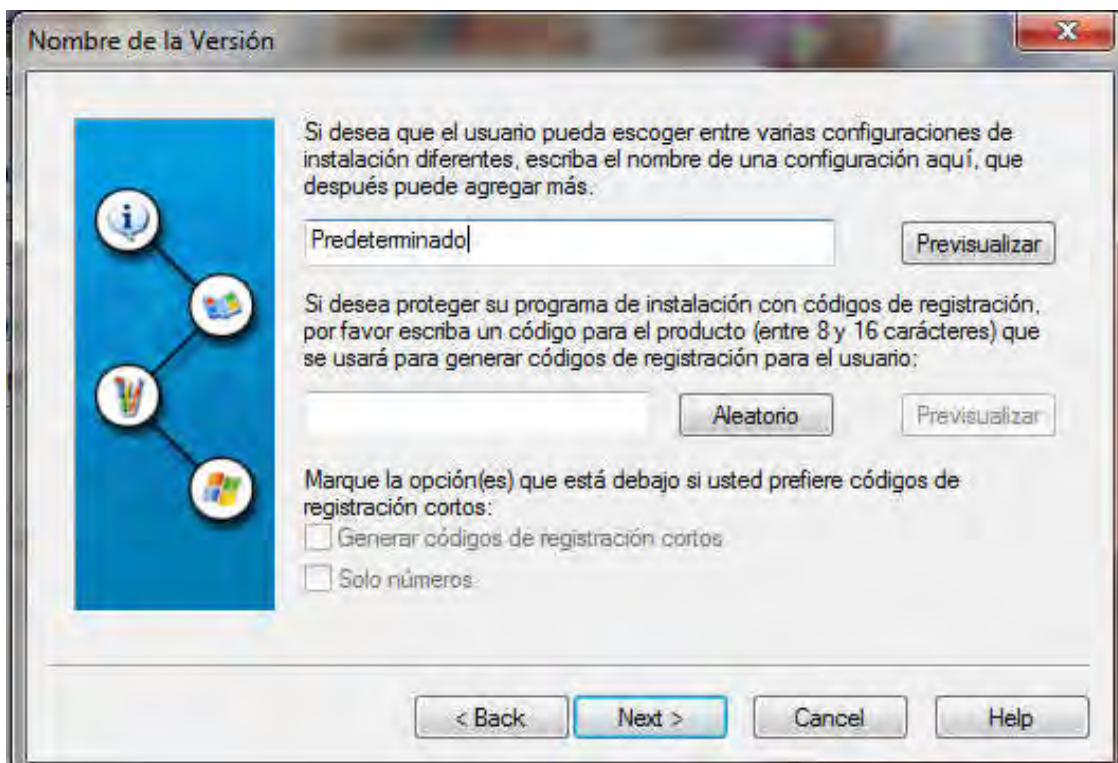 Nombre de la Versión
Si desea que el usuario pueda escoger entre varias configuraciones de
instalación diferentes, escriba el nombre de una configuración aquí, que
después puede agregar más.
Predeterminado
Previsualizar
Si desea proteger su programa de instalación con códigos de registración,
por favor escriba un código para el producto (entre 8 y 16 carácteres) que
se usará para generar códigos de registración para el usuario:
Aleatorio
Previsualizar
Marque la opción(es) que está debajo si usted prefiere códigos de
registración cortos:
Generar códigos de registración cortos
Solo números
< Back
Next >
Cancel
Help